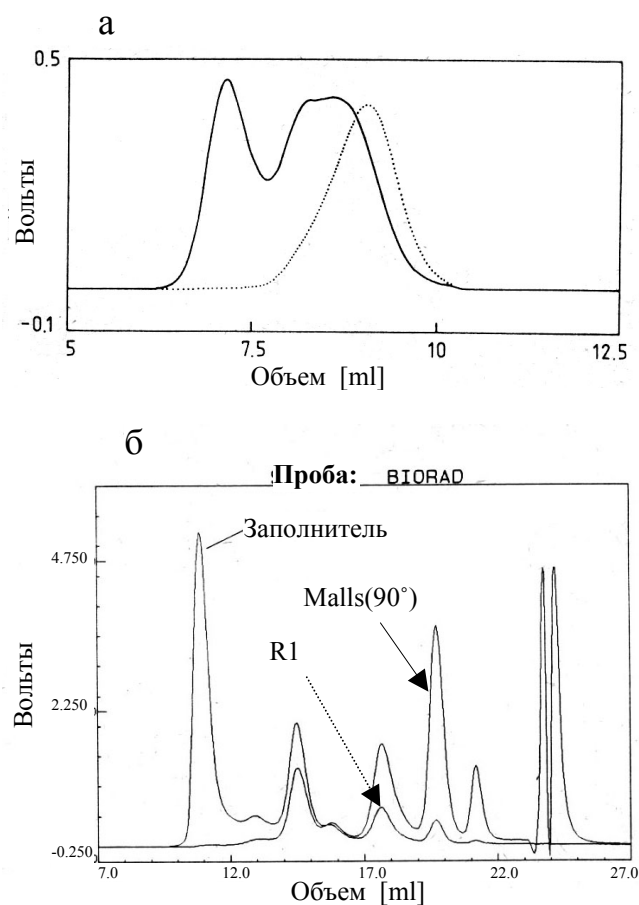 а
0.5
Вольты
-0.1
5 7.5 10 12.5
Объем [ml]
б
Проба: BIORAD
Заполнитель
4.750
Malls(90˚)
R1
Вольты
2.250
-0.250
7.0 12.0 17.0 22.0 27.0
Объем [ml]